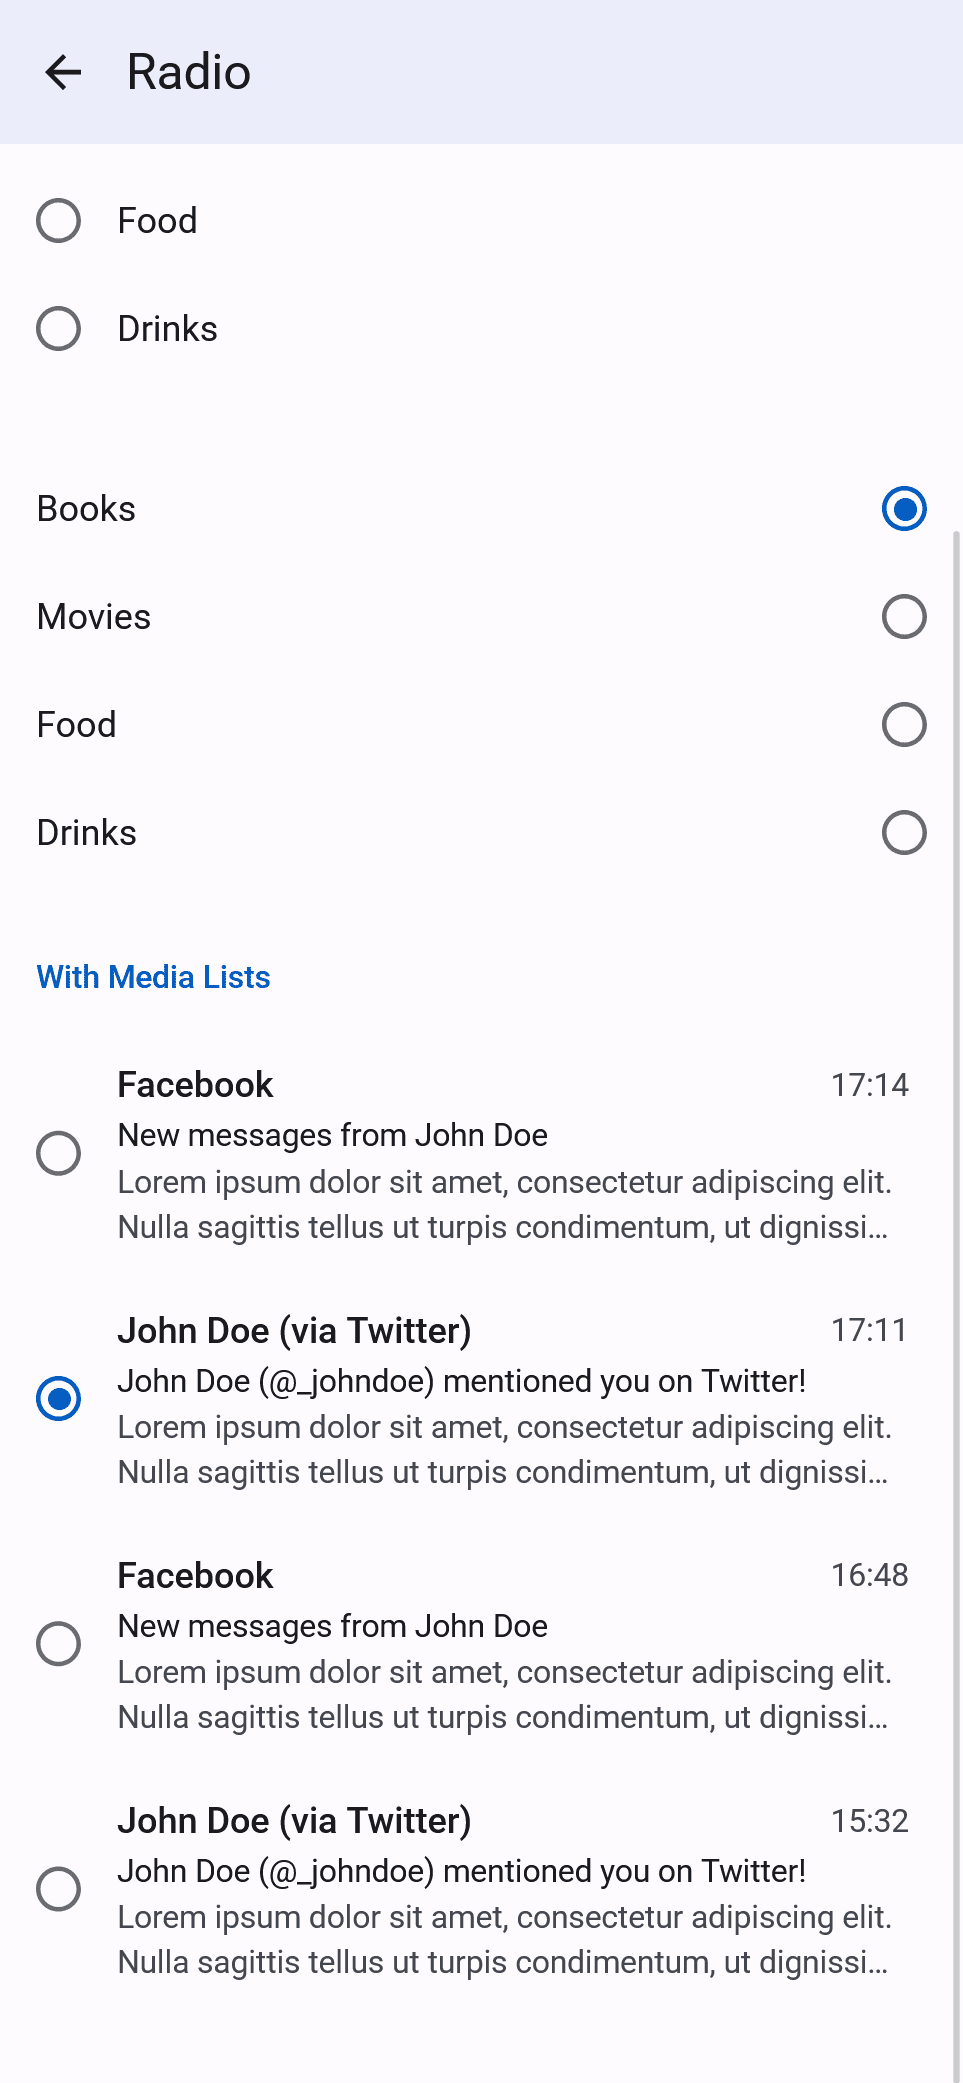 Radio
Food
Drinks
Books
Movies
Food
Drinks
With Media Lists
Facebook 17:14
New messages from John Doe
Lorem ipsum dolor sit amet, consectetur adipiscing elit.
Nulla sagittis tellus ut turpis condimentum, ut dignissi...
John Doe (via Twitter) 17:11
John Doe (@_johndoe) mentioned you on Twitter!
Lorem ipsum dolor sit amet, consectetur adipiscing elit.
Nulla sagittis tellus ut turpis condimentum, ut dignissi...
Facebook 16:48
New messages from John Doe
Lorem ipsum dolor sit amet, consectetur adipiscing elit.
Nulla sagittis tellus ut turpis condimentum, ut dignissi...
John Doe (via Twitter) 15:32
John Doe (@_johndoe) mentioned you on Twitter!
Lorem ipsum dolor sit amet, consectetur adipiscing elit.
Nulla sagittis tellus ut turpis condimentum, ut dignissi...